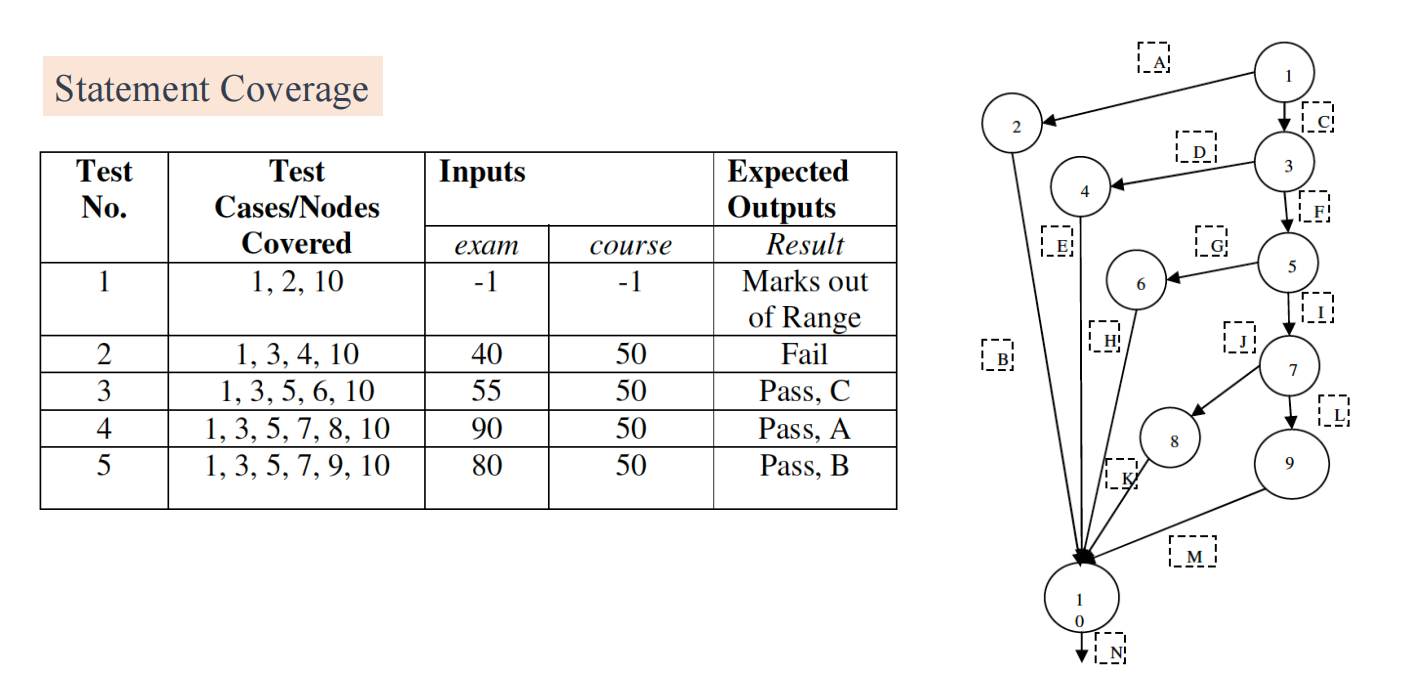 Statement Coverage
Test No.
Test Cases/Nodes Covered
Inputs
Expected Outputs
exam
course
Result
1
1, 2, 10
-1
-1
Marks out of Range
2
1, 3, 4, 10
40
50
Fail
3
1, 3, 5, 6, 10
55
50
Pass, C
4
1, 3, 5, 7, 8, 10
90
50
Pass, A
5
1, 3, 5, 7, 9, 10
80
50
Pass, B
A
1
2
C
D
3
4
F
E
G
5
6
I
H
J
B
7
L
8
9
K
M
1
0
N